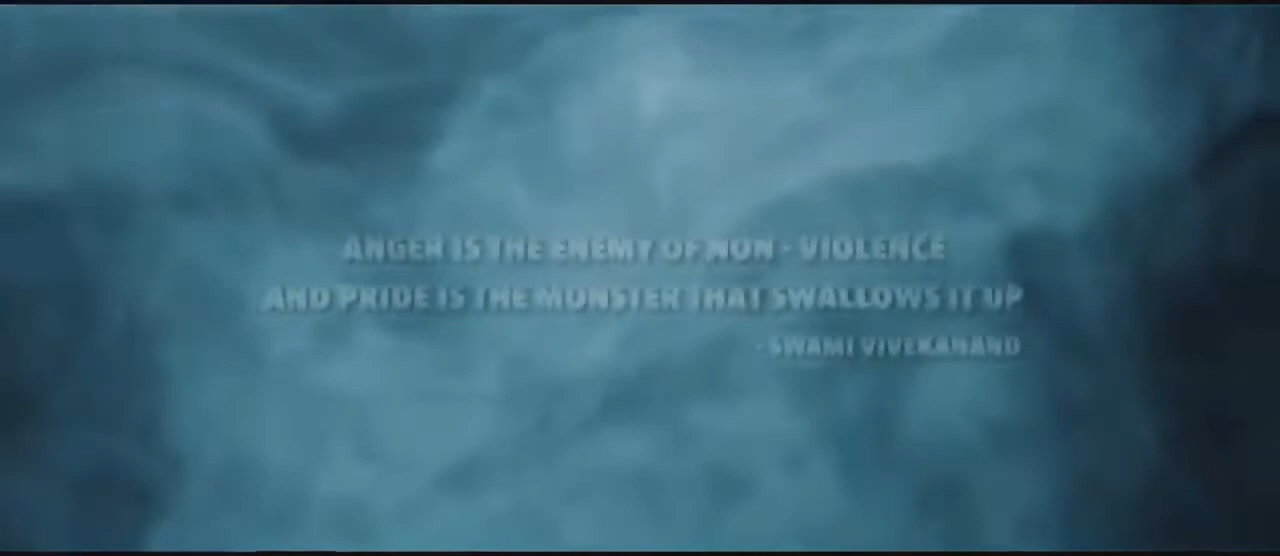 ANGER IS THE ENEMY OF NON - VIOLENCE
AND PRIDE IS THE MONSTER THAT SWALLOWS IT UP
- SWAMI VIVEKANAND